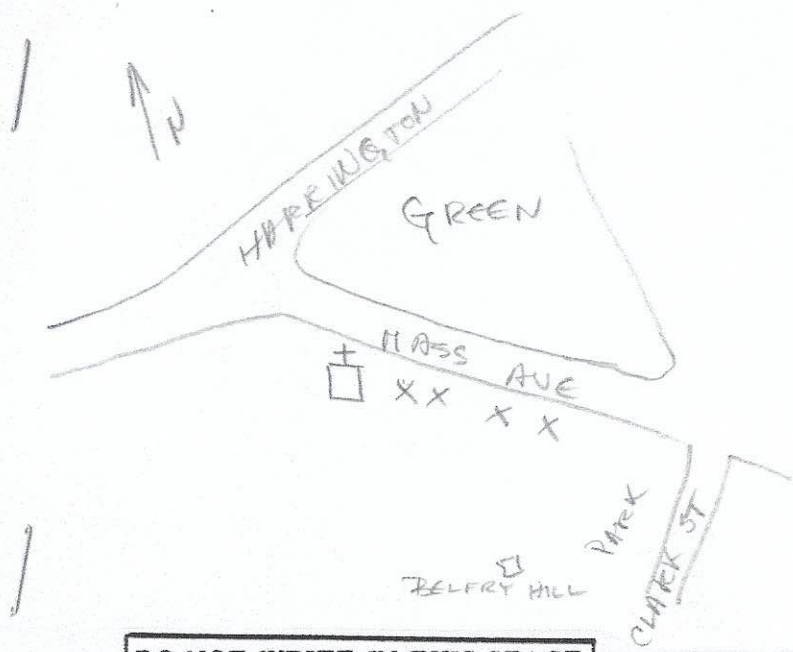 N
HARRINGTON
GREEN
MASS AVE
X X X X
PARK
CLARK ST
BELFRY HILL
DO NOT WRITE IN THIS SPACE